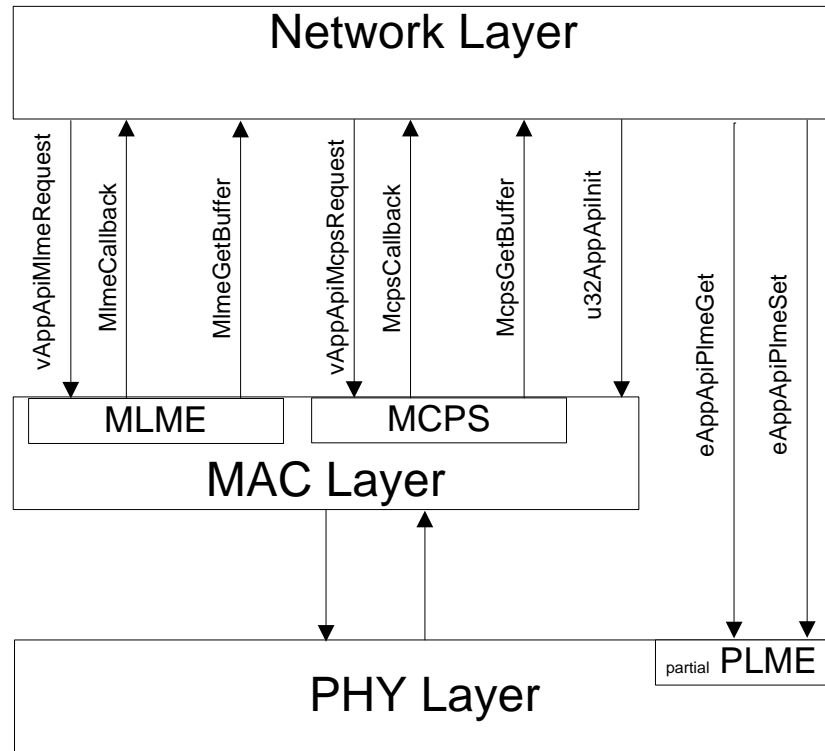 Network Layer
vAppApiMlmeRequest
MlmeCallback
MlmeGetBuffer
vAppApiMcpsRequest
McpsCallback
McpsGetBuffer
u32AppApiInit
eAppApiPlmeGet
eAppApiPlmeSet
MLME
MCPS
MAC Layer
partial PLME
PHY Layer